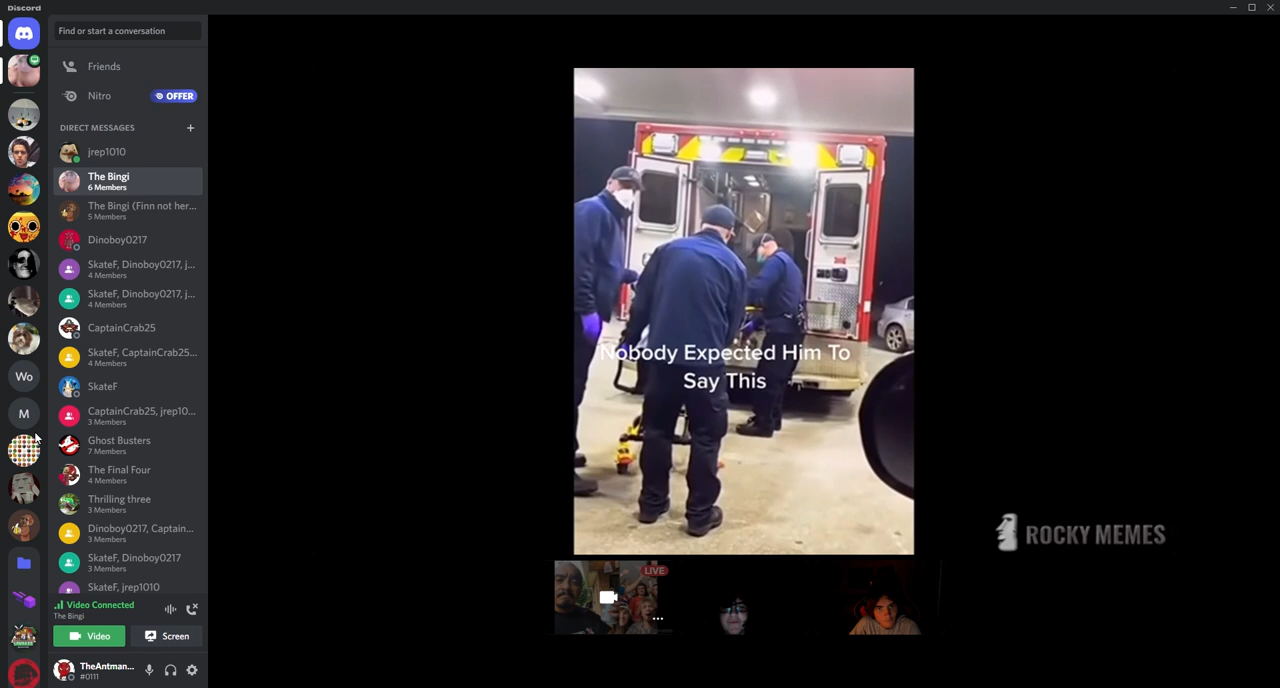 Discord
Find or start a conversation
Friends
Nitro
OFFER
DIRECT MESSAGES
+
jrep1010
The Bingi
6 Members
The Bingi (Finn not her...
5 Members
Dinoboy0217
SkateF, Dinoboy0217, j...
4 Members
SkateF, Dinoboy0217, j...
4 Members
CaptainCrab25
SkateF, CaptainCrab25...
4 Members
SkateF
CaptainCrab25, jrep10...
3 Members
Ghost Busters
7 Members
The Final Four
4 Members
Thrilling three
3 Members
Dinoboy0217, Captain...
3 Members
SkateF, Dinoboy0217
3 Members
SkateF, jrep1010
Wo
M
Video Connected
The Bingi
Video
Screen
TheAntman...
#0111
Nobody Expected Him To
Say This
LIVE
ROCKY MEMES